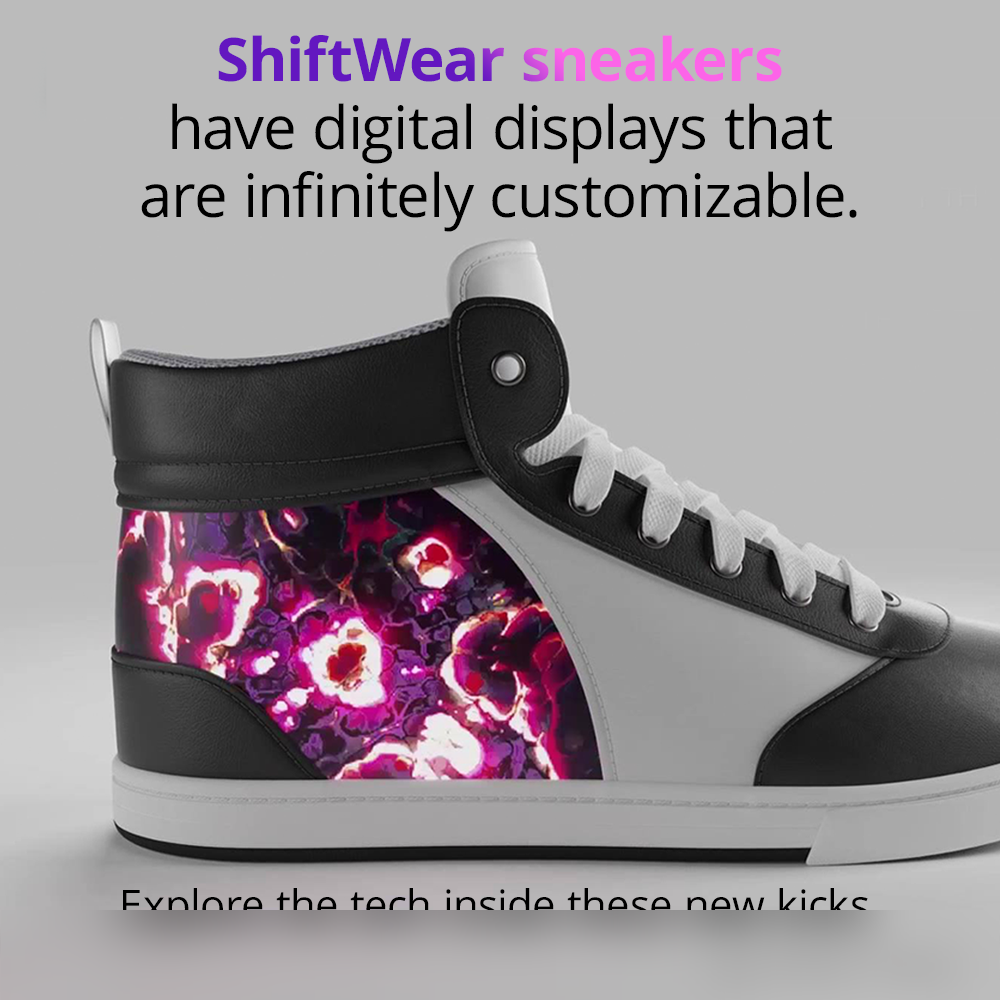 ShiftWear sneakers
have digital displays that
are infinitely customizable.
Explore the tech inside these new kicks